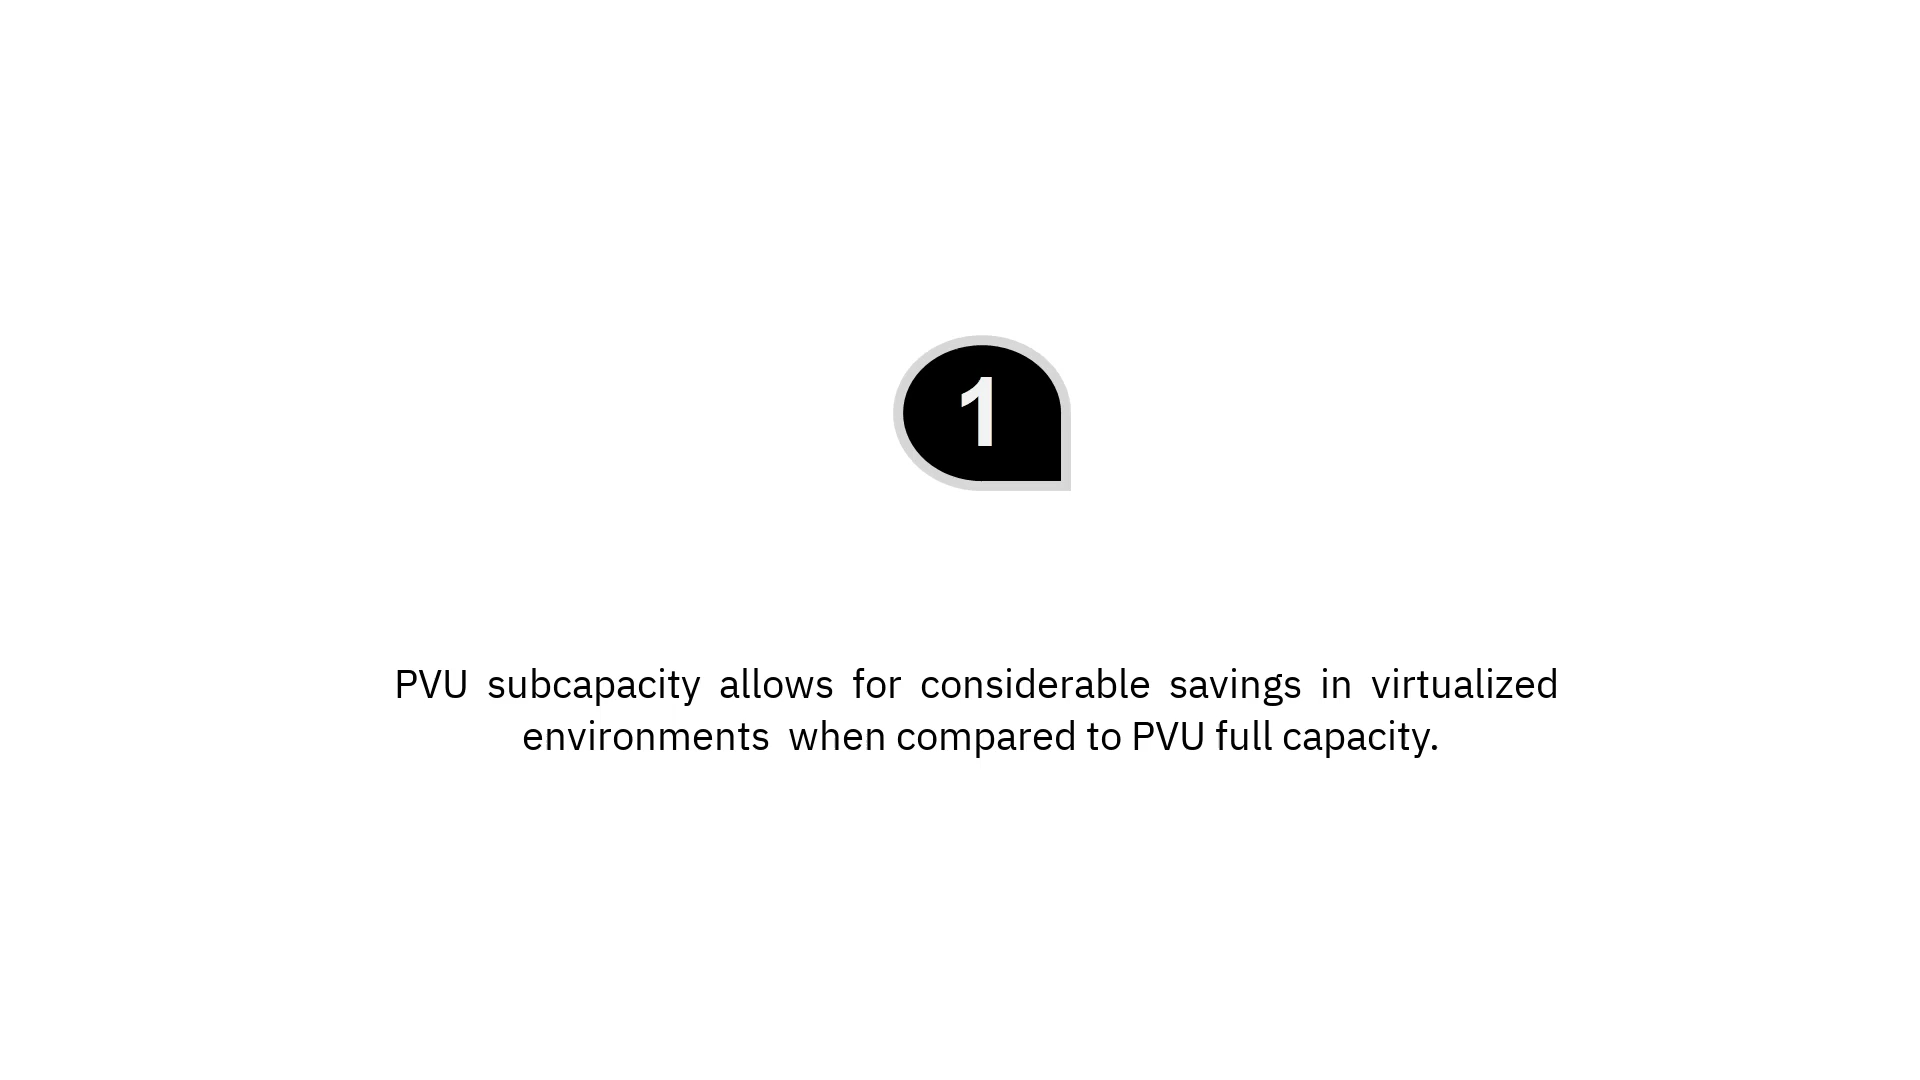 1
PVU subcapacity allows for considerable savings in virtualized
environments when compared to PVU full capacity.